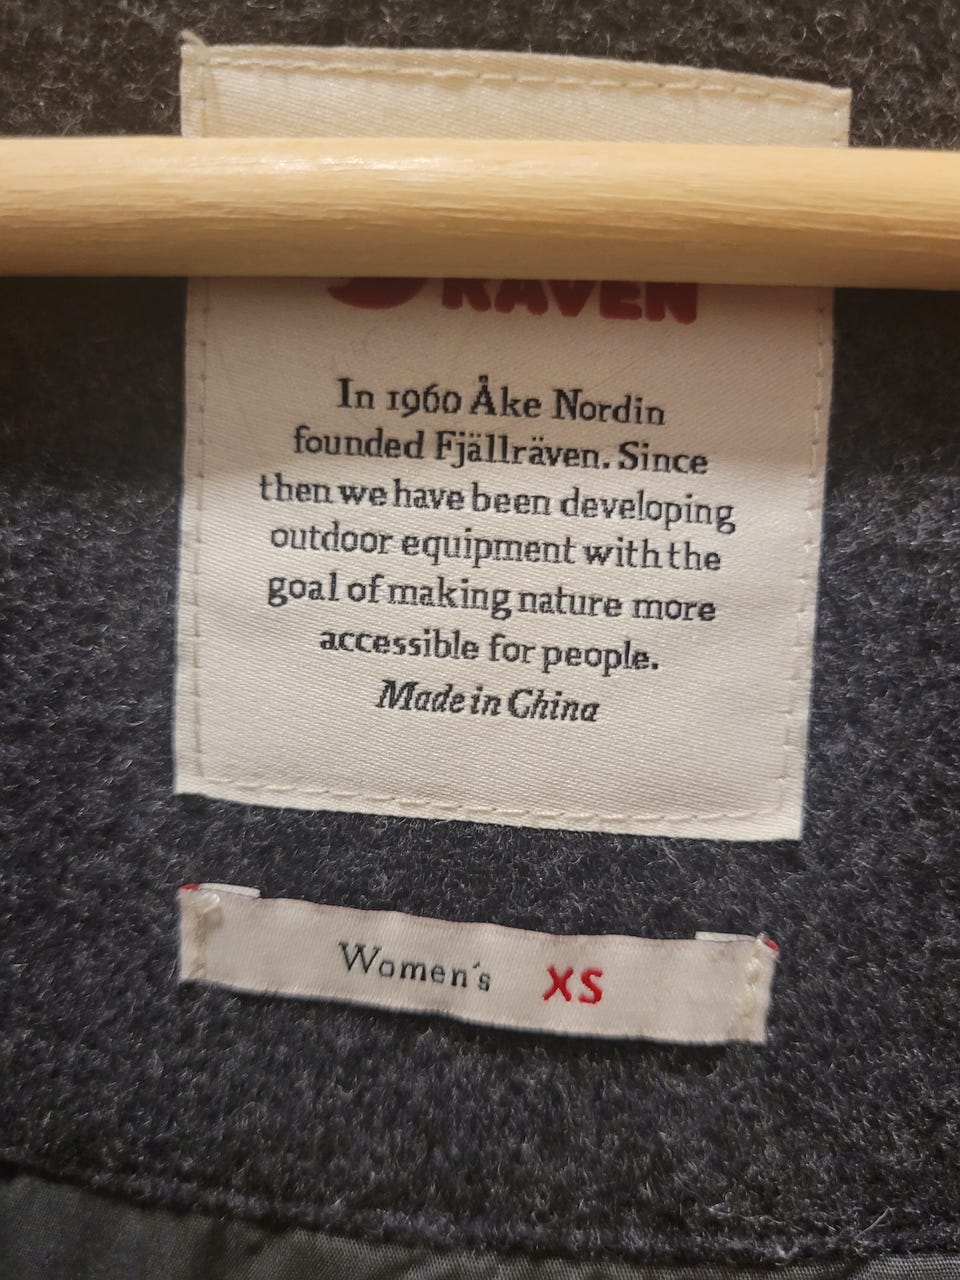 RÄVEN
In 1960 Åke Nordin
founded Fjällräven. Since
then we have been developing
outdoor equipment with the
goal of making nature more
accessible for people.
Made in China
Women's XS